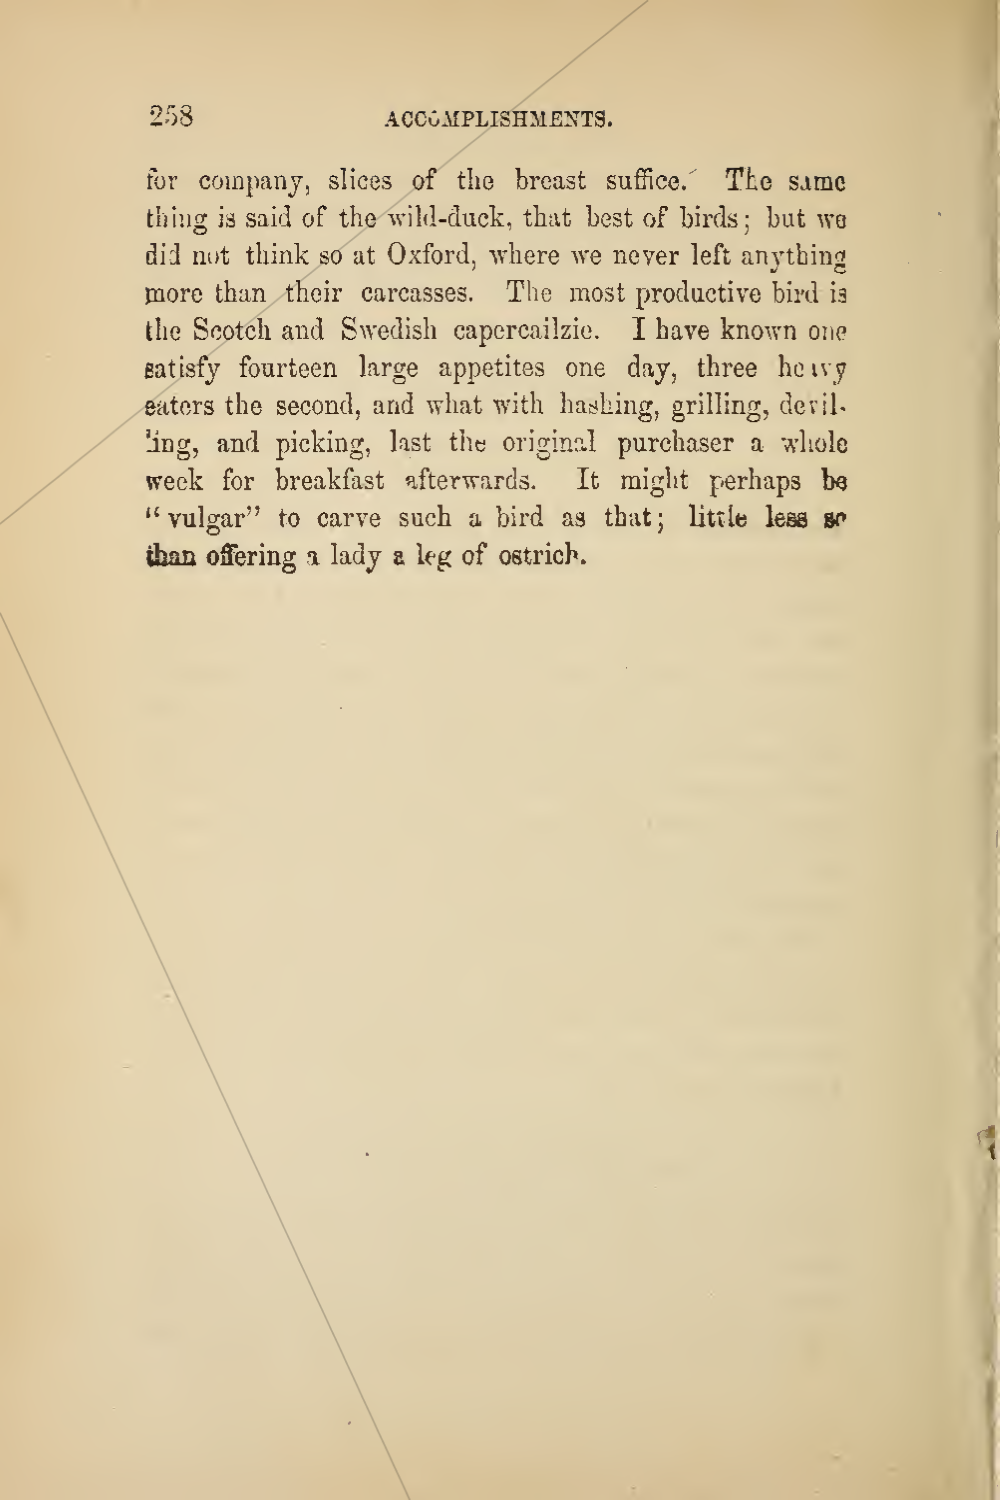 258 ACCOMPLISHMENTS.
for company, slices of the breast suffice. The same
thing is said of the wild-duck, that best of birds; but we
did not think so at Oxford, where we never left anything
more than their carcasses. The most productive bird is
the Scotch and Swedish capercailzie. I have known one
satisfy fourteen large appetites one day, three heavy
eaters the second, and what with hashing, grilling, devil-
ling, and picking, last the original purchaser a whole
week for breakfast afterwards. It might perhaps be
“vulgar” to carve such a bird as that; little less so
than offering a lady a leg of ostrich.